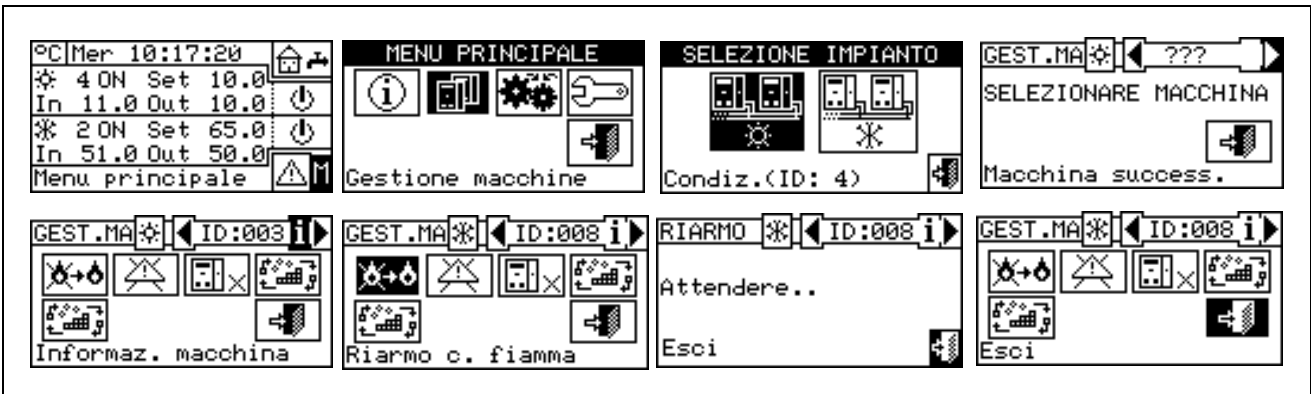 °C Mer 10:17:20
4 ON Set 10.0
In 11.0 Out 10.0
2 ON Set 65.0
In 51.0 Out 50.0
Menu principale M
MENU PRINCIPALE
i
Gestione macchine
SELEZIONE IMPIANTO
Condiz.(ID: 4)
GEST.MA ???
SELEZIONARE MACCHINA
Macchina success.
GEST.MA ID:003 i
Informaz. macchina
GEST.MA ID:008 i
Riarmo c. fiamma
RIARMO ID:008 i
Attendere..
Esci
GEST.MA ID:008 i
Esci